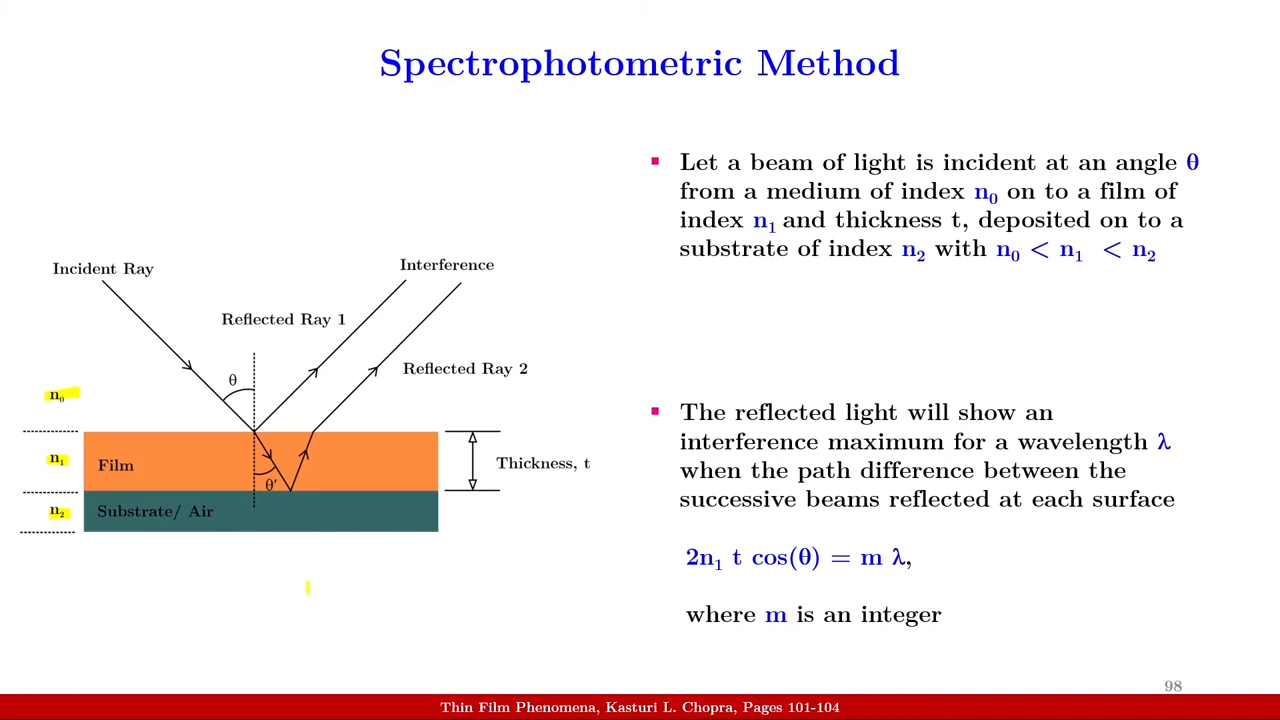 Spectrophotometric Method
Let a beam of light is incident at an angle θ
from a medium of index n₀ on to a film of
index n₁ and thickness t, deposited on to a
substrate of index n₂ with n₀ < n₁ < n₂
Incident Ray
Interference
Reflected Ray 1
Reflected Ray 2
θ
n₀
n₁
Film
θ′
Thickness, t
n₂
Substrate/ Air
The reflected light will show an
interference maximum for a wavelength λ
when the path difference between the
successive beams reflected at each surface
2n₁ t cos(θ) = m λ,
where m is an integer
98
Thin Film Phenomena, Kasturi L. Chopra, Pages 101-104